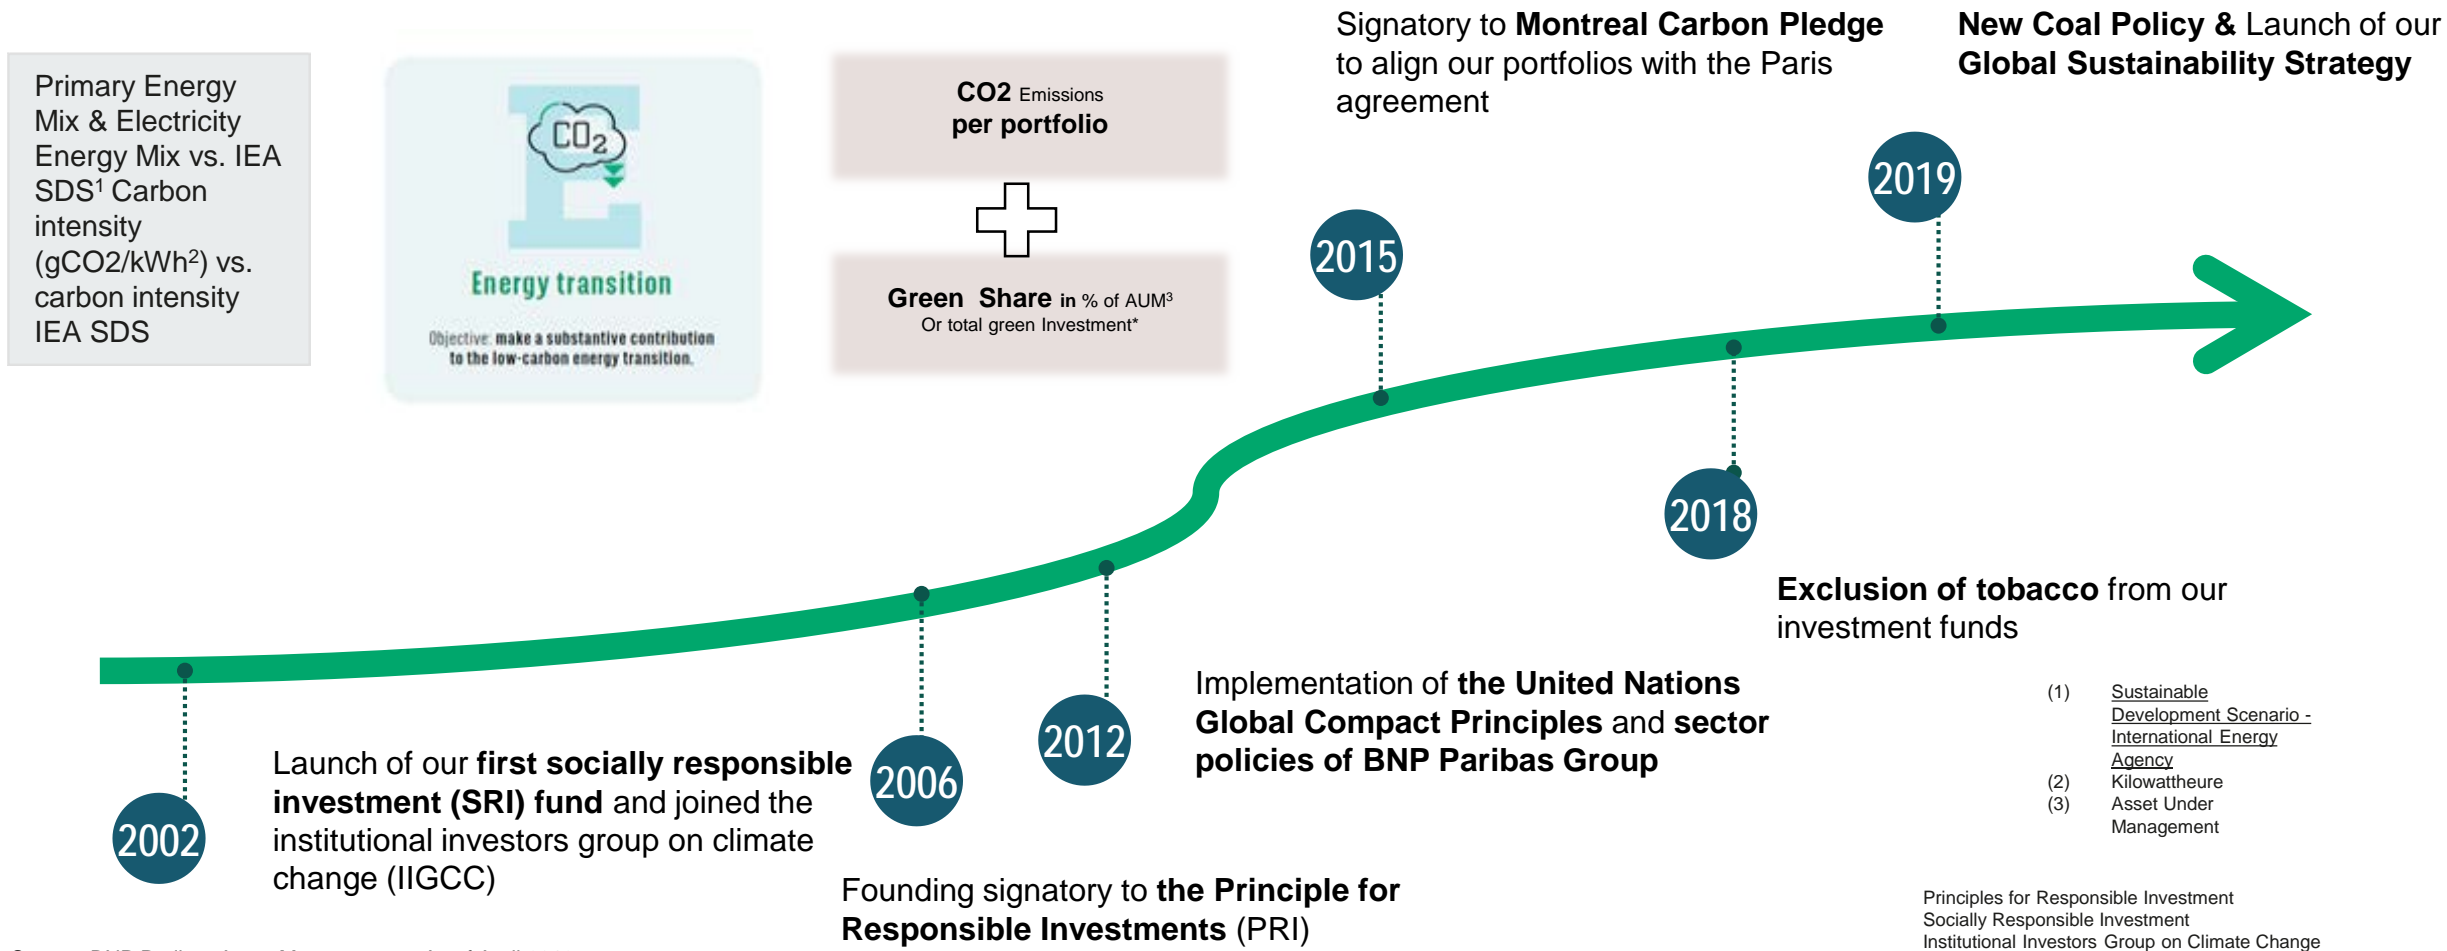 Primary Energy
Mix & Electricity
Energy Mix vs. IEA
SDS¹ Carbon
intensity
(gCO2/kWh²) vs.
carbon intensity
IEA SDS
E
CO₂
Energy transition
Objective: make a substantive contribution
to the low-carbon energy transition.
CO2 Emissions
per portfolio
Green Share in % of AUM³
Or total green Investment*
Signatory to Montreal Carbon Pledge
to align our portfolios with the Paris
agreement
New Coal Policy & Launch of our
Global Sustainability Strategy
2019
2015
2018
Exclusion of tobacco from our
investment funds
Implementation of the United Nations
Global Compact Principles and sector
policies of BNP Paribas Group
2012
2006
Launch of our first socially responsible
investment (SRI) fund and joined the
institutional investors group on climate
change (IIGCC)
2002
Founding signatory to the Principle for
Responsible Investments (PRI)
(1) Sustainable
Development Scenario -
International Energy
Agency
(2) Kilowattheure
(3) Asset Under
Management
Principles for Responsible Investment
Socially Responsible Investment
Institutional Investors Group on Climate Change